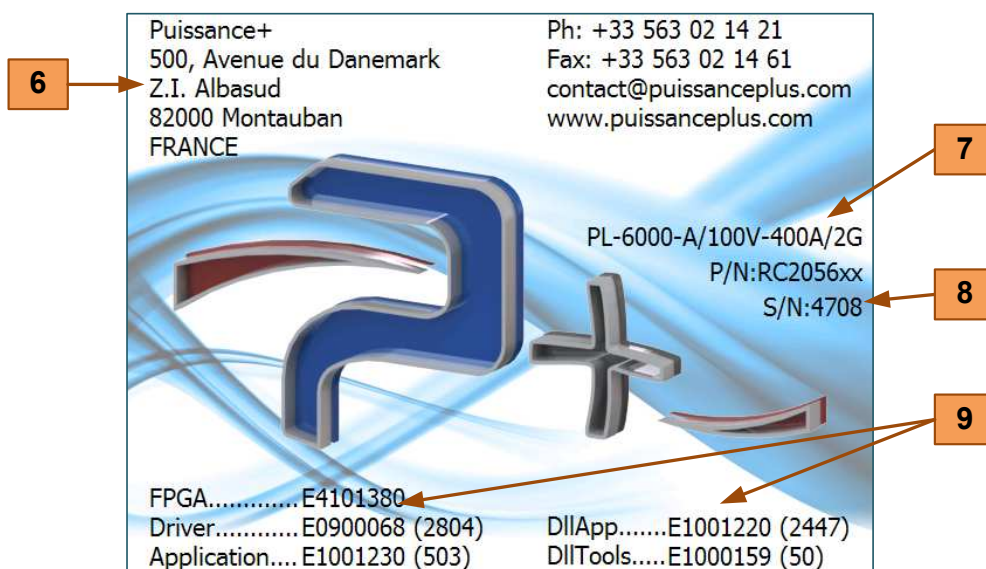 Puissance+
500, Avenue du Danemark
Z.I. Albasud
82000 Montauban
FRANCE
Ph: +33 563 02 14 21
Fax: +33 563 02 14 61
contact@puissanceplus.com
www.puissanceplus.com
6
7
PL-6000-A/100V-400A/2G
P/N:RC2056xx
S/N:4708
8
9
FPGA.............E4101380
Driver............E0900068 (2804)
Application....E1001230 (503)
DllApp.......E1001220 (2447)
DllTools.....E1000159 (50)